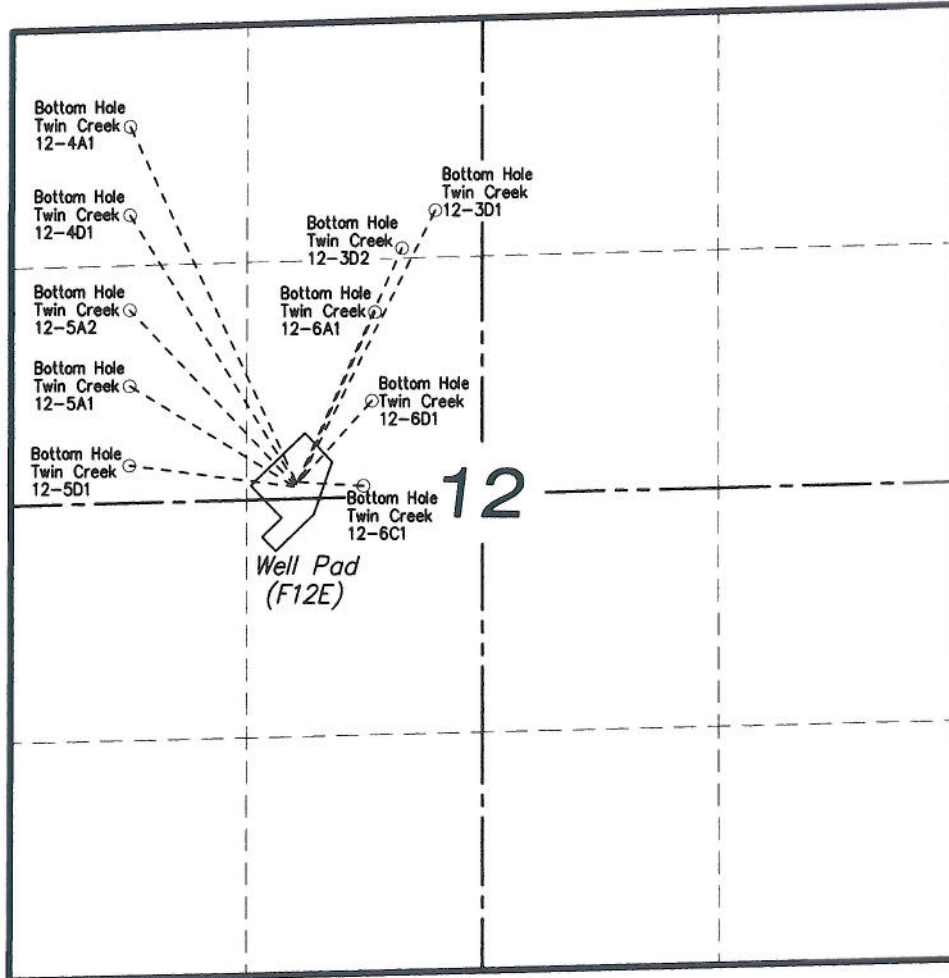 Bottom Hole
Twin Creek
12-4A1
Bottom Hole
Twin Creek
12-4D1
Bottom Hole
Twin Creek
12-5A2
Bottom Hole
Twin Creek
12-5A1
Bottom Hole
Twin Creek
12-5D1
Bottom Hole
Twin Creek
12-3D1
Bottom Hole
Twin Creek
12-3D2
Bottom Hole
Twin Creek
12-6A1
Bottom Hole
Twin Creek
12-6D1
Bottom Hole
Twin Creek
12-6C1
12
Well Pad
(F12E)